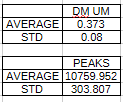 DM UM
AVERAGE 0.373
STD 0.08
PEAKS
AVERAGE 10759.952
STD 303.807